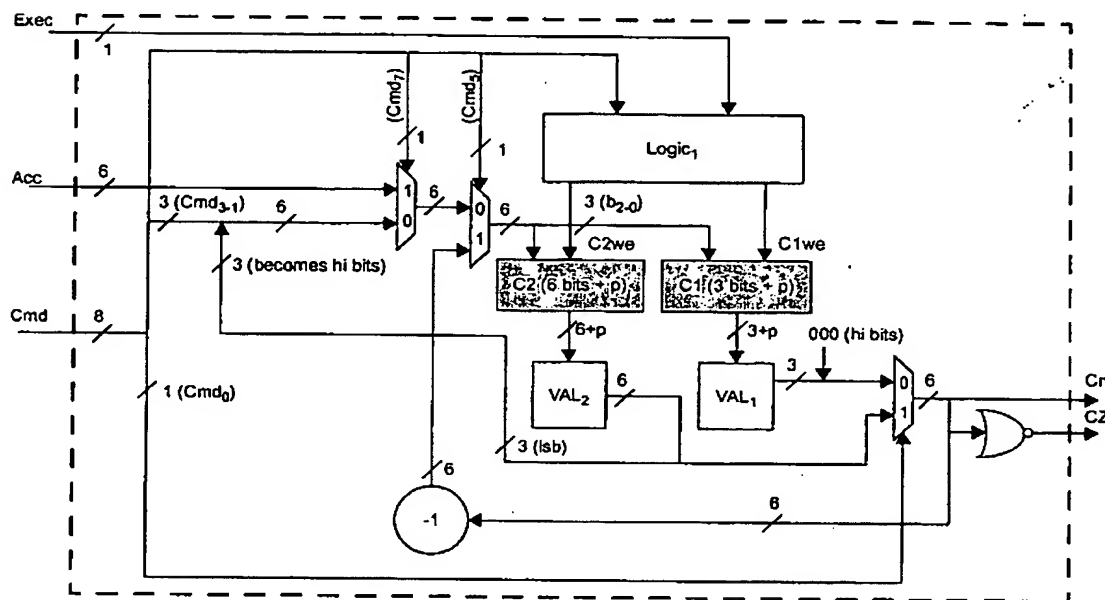 Exec
1
(Cmd7)
(Cmd5)
1
1
Logic1
Acc
6
3 (Cmd3-1)
6
1
0
6
0
1
6
3 (b2-0)
C2we
C1we
3 (becomes hi bits)
C2 (6 bits + p)
C1 (3 bits + p)
Cmd
8
6+p
3+p
000 (hi bits)
1 (Cmd0)
VAL2
6
VAL1
3
0
1
6
Cn
CZ
3 (lsb)
6
-1
6